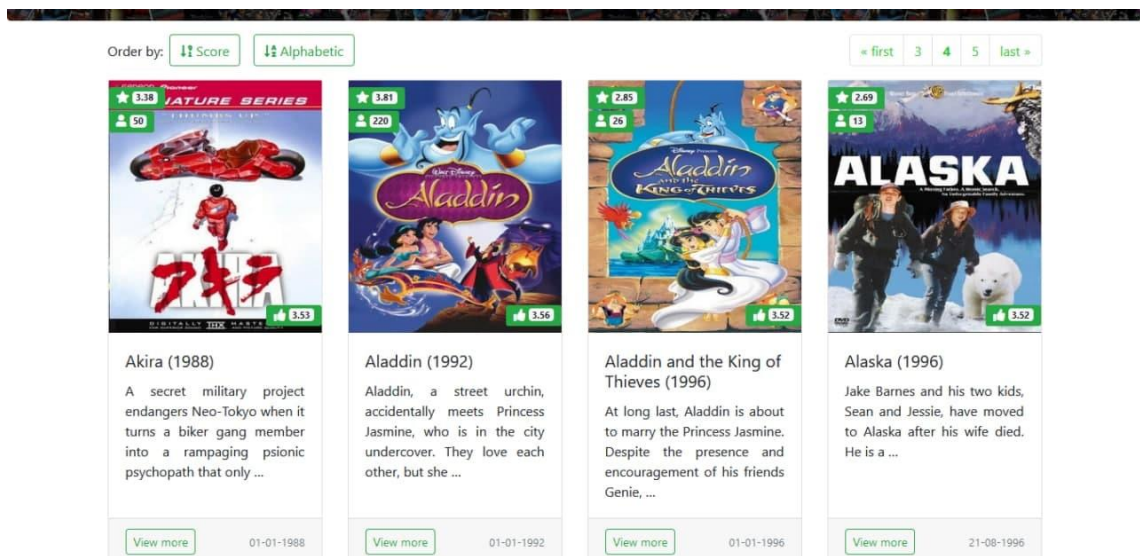 Order by: Score Alphabetic
« first 3 4 5 last »
3.38
50
NATURE SERIES
アキラ
AKIRA
3.53
3.81
220
Aladdin
3.56
2.85
26
Aladdin
and the
KING OF THIEVES
3.52
2.69
13
ALASKA
3.52
Akira (1988)
A secret military project
endangers Neo-Tokyo when it
turns a biker gang member
into a rampaging psionic
psychopath that only ...
View more 01-01-1988
Aladdin (1992)
Aladdin, a street urchin,
accidentally meets Princess
Jasmine, who is in the city
undercover. They love each
other, but she ...
View more 01-01-1992
Aladdin and the King of
Thieves (1996)
At long last, Aladdin is about
to marry the Princess Jasmine.
Despite the presence and
encouragement of his friends
Genie, ...
View more 01-01-1996
Alaska (1996)
Jake Barnes and his two kids,
Sean and Jessie, have moved
to Alaska after his wife died.
He is a ...
View more 21-08-1996